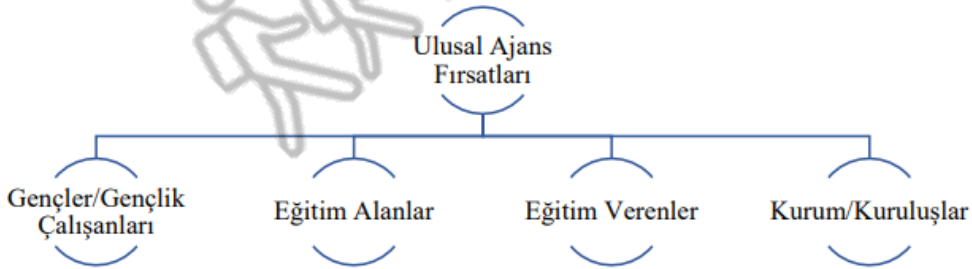 Ulusal Ajans
Fırsatları
Gençler/Gençlik
Çalışanları
Eğitim Alanlar
Eğitim Verenler
Kurum/Kuruluşlar